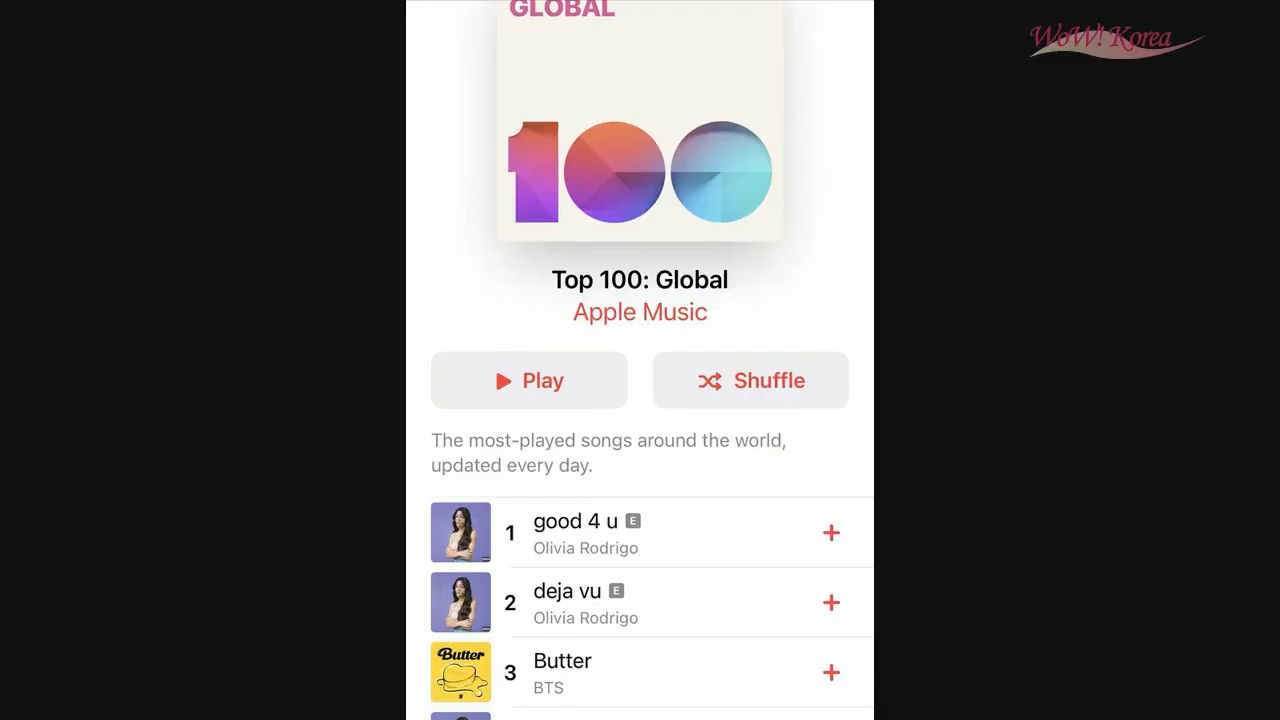 GLOBAL
WoW! Korea
100
Top 100: Global
Apple Music
Play
Shuffle
The most-played songs around the world,
updated every day.
1
good 4 u E
Olivia Rodrigo
2
deja vu E
Olivia Rodrigo
Butter
3
Butter
BTS